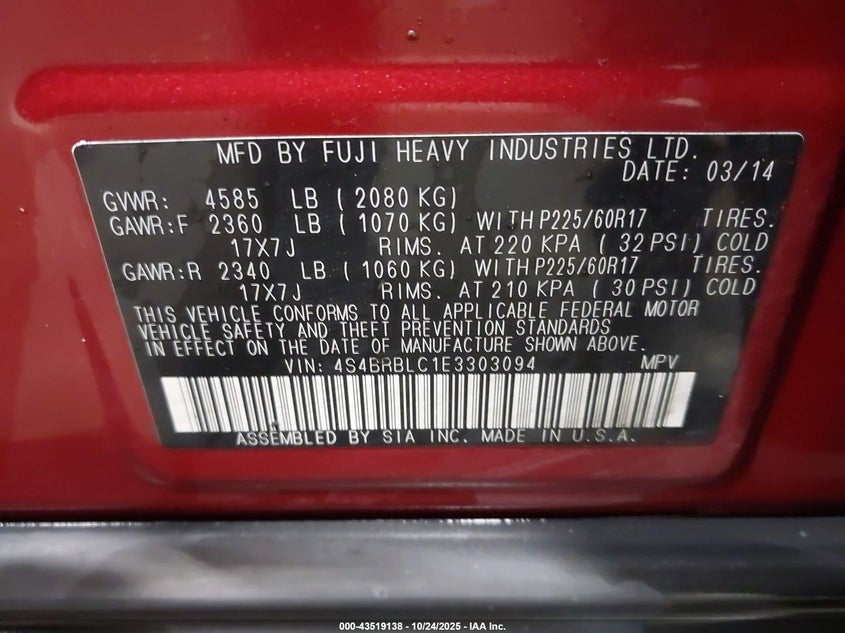 MFD BY FUJI HEAVY INDUSTRIES LTD.
DATE: 03/14
GVWR: 4585 LB ( 2080 KG)
GAWR:F 2360 LB ( 1070 KG) WITH P225/60R17 TIRES.
17X7J RIMS. AT 220 KPA ( 32 PSI) COLD
GAWR:R 2340 LB ( 1060 KG) WITH P225/60R17 TIRES.
17X7J RIMS. AT 210 KPA ( 30 PSI) COLD
THIS VEHICLE CONFORMS TO ALL APPLICABLE FEDERAL MOTOR
VEHICLE SAFETY AND THEFT PREVENTION STANDARDS
IN EFFECT ON THE DATE OF MANUFACTURE SHOWN ABOVE.
VIN: 4S4BRBLC1E3303094 MPV
ASSEMBLED BY SIA INC. MADE IN U.S.A.
000-43519138 - 10/24/2025 - IAA Inc.